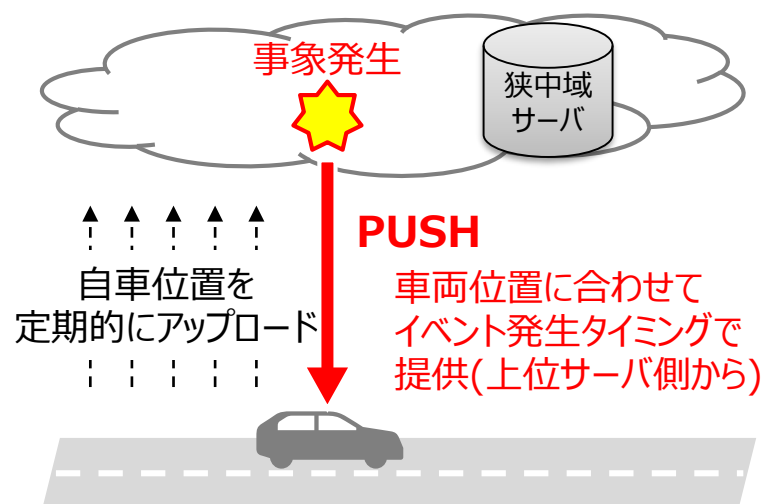 事象発生
狭中域
サーバ
PUSH
自車位置を
定期的にアップロード
車両位置に合わせて
イベント発生タイミングで
提供(上位サーバ側から)